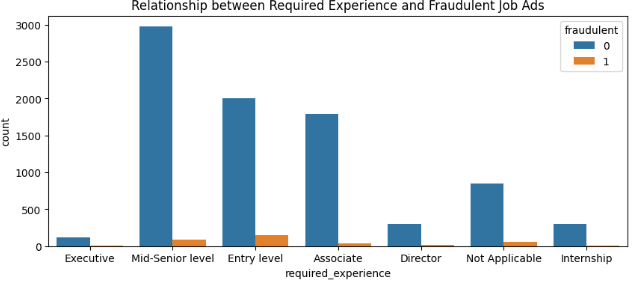 Relationship between Required Experience and Fraudulent Job Ads
fraudulent
0
1
3000
2500
2000
1500
1000
500
0
count
Executive Mid-Senior level Entry level Associate Director Not Applicable Internship
required_experience